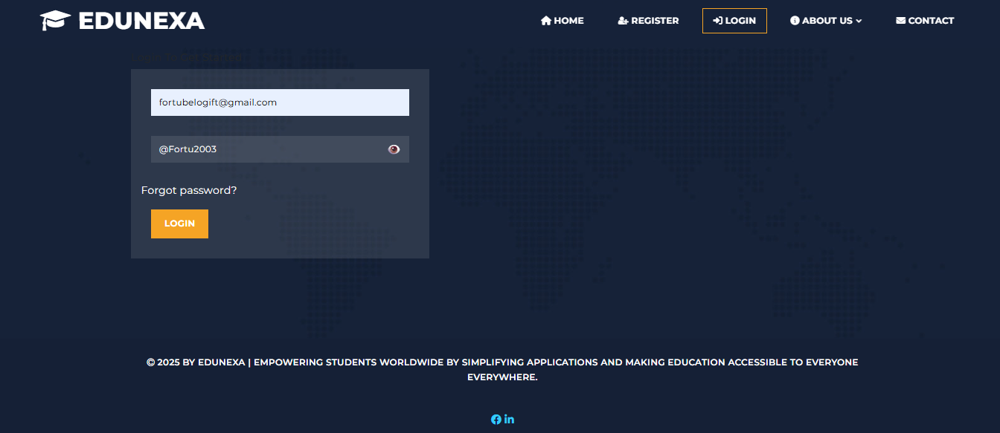 EDUNEXA
HOME
REGISTER
LOGIN
ABOUT US
CONTACT
fortubelogift@gmail.com
@Fortu2003
Forgot password?
LOGIN
© 2025 BY EDUNEXA | EMPOWERING STUDENTS WORLDWIDE BY SIMPLIFYING APPLICATIONS AND MAKING EDUCATION ACCESSIBLE TO EVERYONE
EVERYWHERE.